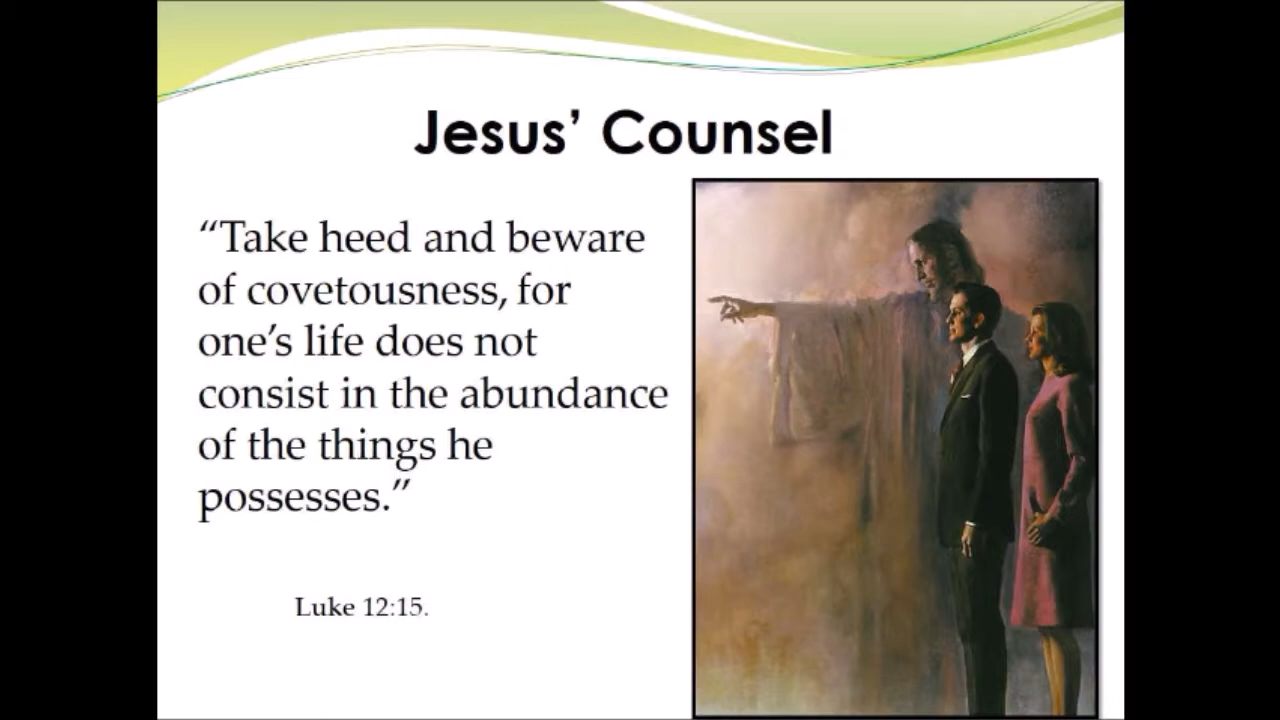 Jesus’ Counsel
“Take heed and beware
of covetousness, for
one’s life does not
consist in the abundance
of the things he
possesses.”
Luke 12:15.